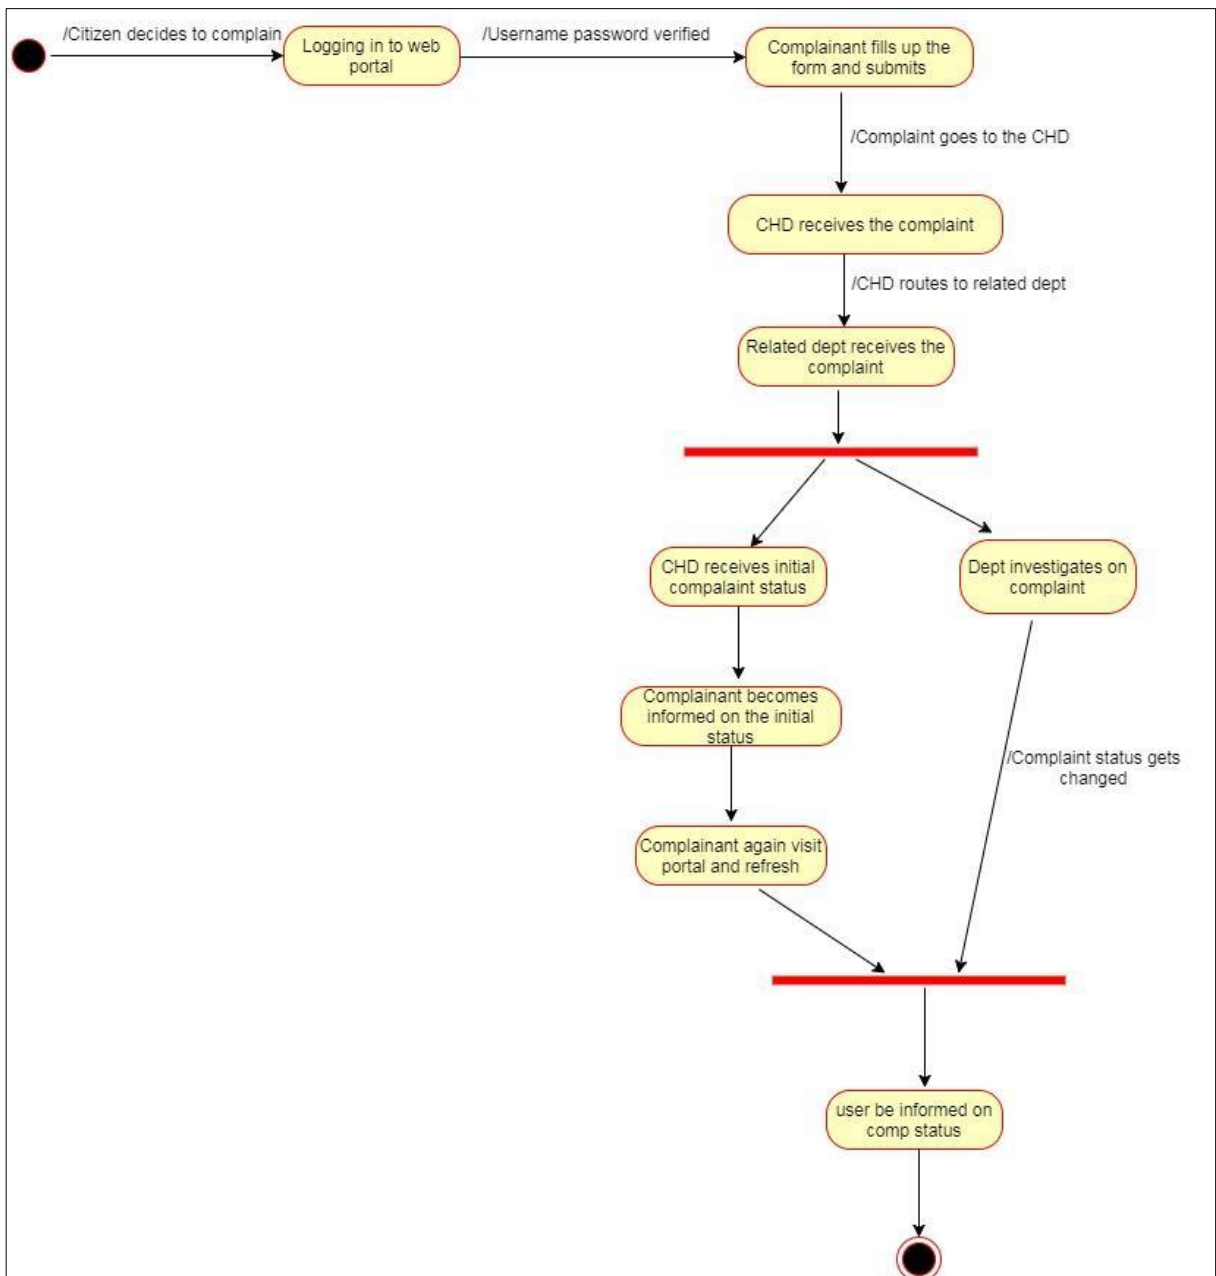 /Citizen decides to complain
Logging in to web
portal
/Username password verified
Complainant fills up the
form and submits
/Complaint goes to the CHD
CHD receives the complaint
/CHD routes to related dept
Related dept receives the
complaint
CHD receives initial
compalaint status
Dept investigates on
complaint
Complainant becomes
informed on the initial
status
/Complaint status gets
changed
Complainant again visit
portal and refresh
user be informed on
comp status